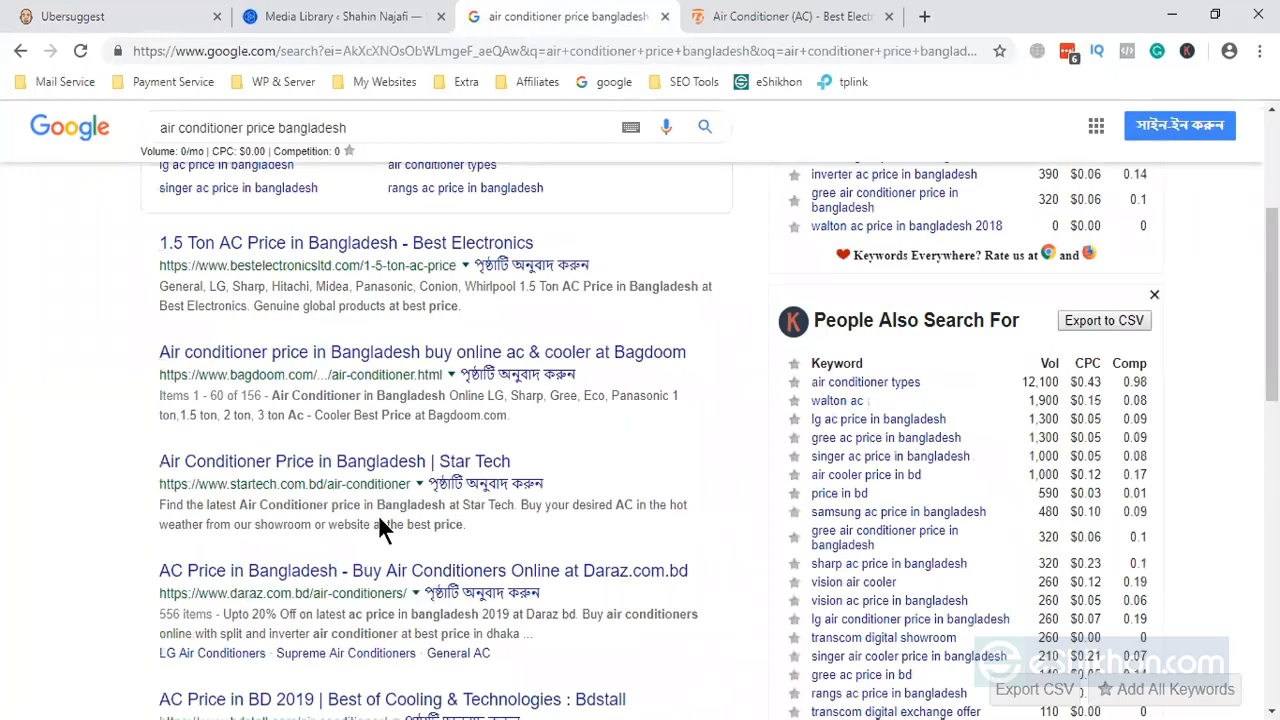 Ubersuggest
Media Library ‹ Shahin Najafi —
air conditioner price bangladesh
Air Conditioner (AC) - Best Electr
https://www.google.com/search?ei=AkXcXNOsObWLmgeF_aeQAw&q=air+conditioner+price+bangladesh&oq=air+conditioner+price+banglad...
6
Mail Service
Payment Service
WP & Server
My Websites
Extra
Affiliates
google
SEO Tools
eShikhon
tplink
Google
air conditioner price bangladesh
সাইন-ইন করুন
Volume: 0/mo | CPC: $0.00 | Competition: 0
lg ac price in bangladesh
air conditioner types
singer ac price in bangladesh
rangs ac price in bangladesh
1.5 Ton AC Price in Bangladesh - Best Electronics
https://www.bestelectronicsltd.com/1-5-ton-ac-price
পৃষ্ঠাটি অনুবাদ করুন
General, LG, Sharp, Hitachi, Midea, Panasonic, Conion, Whirlpool 1.5 Ton AC Price in Bangladesh at
Best Electronics. Genuine global products at best price.
Air conditioner price in Bangladesh buy online ac & cooler at Bagdoom
https://www.bagdoom.com/.../air-conditioner.html
পৃষ্ঠাটি অনুবাদ করুন
Items 1 - 60 of 156 - Air Conditioner in Bangladesh Online LG, Sharp, Gree, Eco, Panasonic 1
ton,1.5 ton, 2 ton, 3 ton Ac - Cooler Best Price at Bagdoom.com.
Air Conditioner Price in Bangladesh | Star Tech
https://www.startech.com.bd/air-conditioner
পৃষ্ঠাটি অনুবাদ করুন
Find the latest Air Conditioner price in Bangladesh at Star Tech. Buy your desired AC in the hot
weather from our showroom or website a the best price.
AC Price in Bangladesh - Buy Air Conditioners Online at Daraz.com.bd
https://www.daraz.com.bd/air-conditioners/
পৃষ্ঠাটি অনুবাদ করুন
556 items - Upto 20% Off on latest ac price in bangladesh 2019 at Daraz bd. Buy air conditioners
online with split and inverter air conditioner at best price in dhaka ...
LG Air Conditioners · Supreme Air Conditioners · General AC
AC Price in BD 2019 | Best of Cooling & Technologies : Bdstall
inverter ac price in bangladesh 390 $0.06 0.14
gree air conditioner price in
bangladesh 320 $0.06 0.1
walton ac price in bangladesh 2018 0 $0.00 0
Keywords Everywhere? Rate us at and
K People Also Search For
Export to CSV
Keyword Vol CPC Comp
air conditioner types 12,100 $0.43 0.98
walton ac 1,900 $0.15 0.08
lg ac price in bangladesh 1,300 $0.05 0.09
gree ac price in bangladesh 1,300 $0.05 0.09
singer ac price in bangladesh 1,000 $0.05 0.08
air cooler price in bd 1,000 $0.12 0.17
price in bd 590 $0.03 0.01
samsung ac price in bangladesh 480 $0.10 0.09
gree air conditioner price in
bangladesh 320 $0.06 0.1
sharp ac price in bangladesh 320 $0.23 0.1
vision air cooler 260 $0.12 0.19
vision ac price in bangladesh 260 $0.05 0.06
lg air conditioner price in bangladesh 260 $0.07 0.19
transcom digital showroom 260 $0.00 0
singer air cooler price in bangladesh 210 $0.21 0.07
gree ac price in bd
rangs ac price in bangladesh
transcom digital exchange offer 110 $0.00 0
eShikhon.com
Export CSV
Add All Keywords